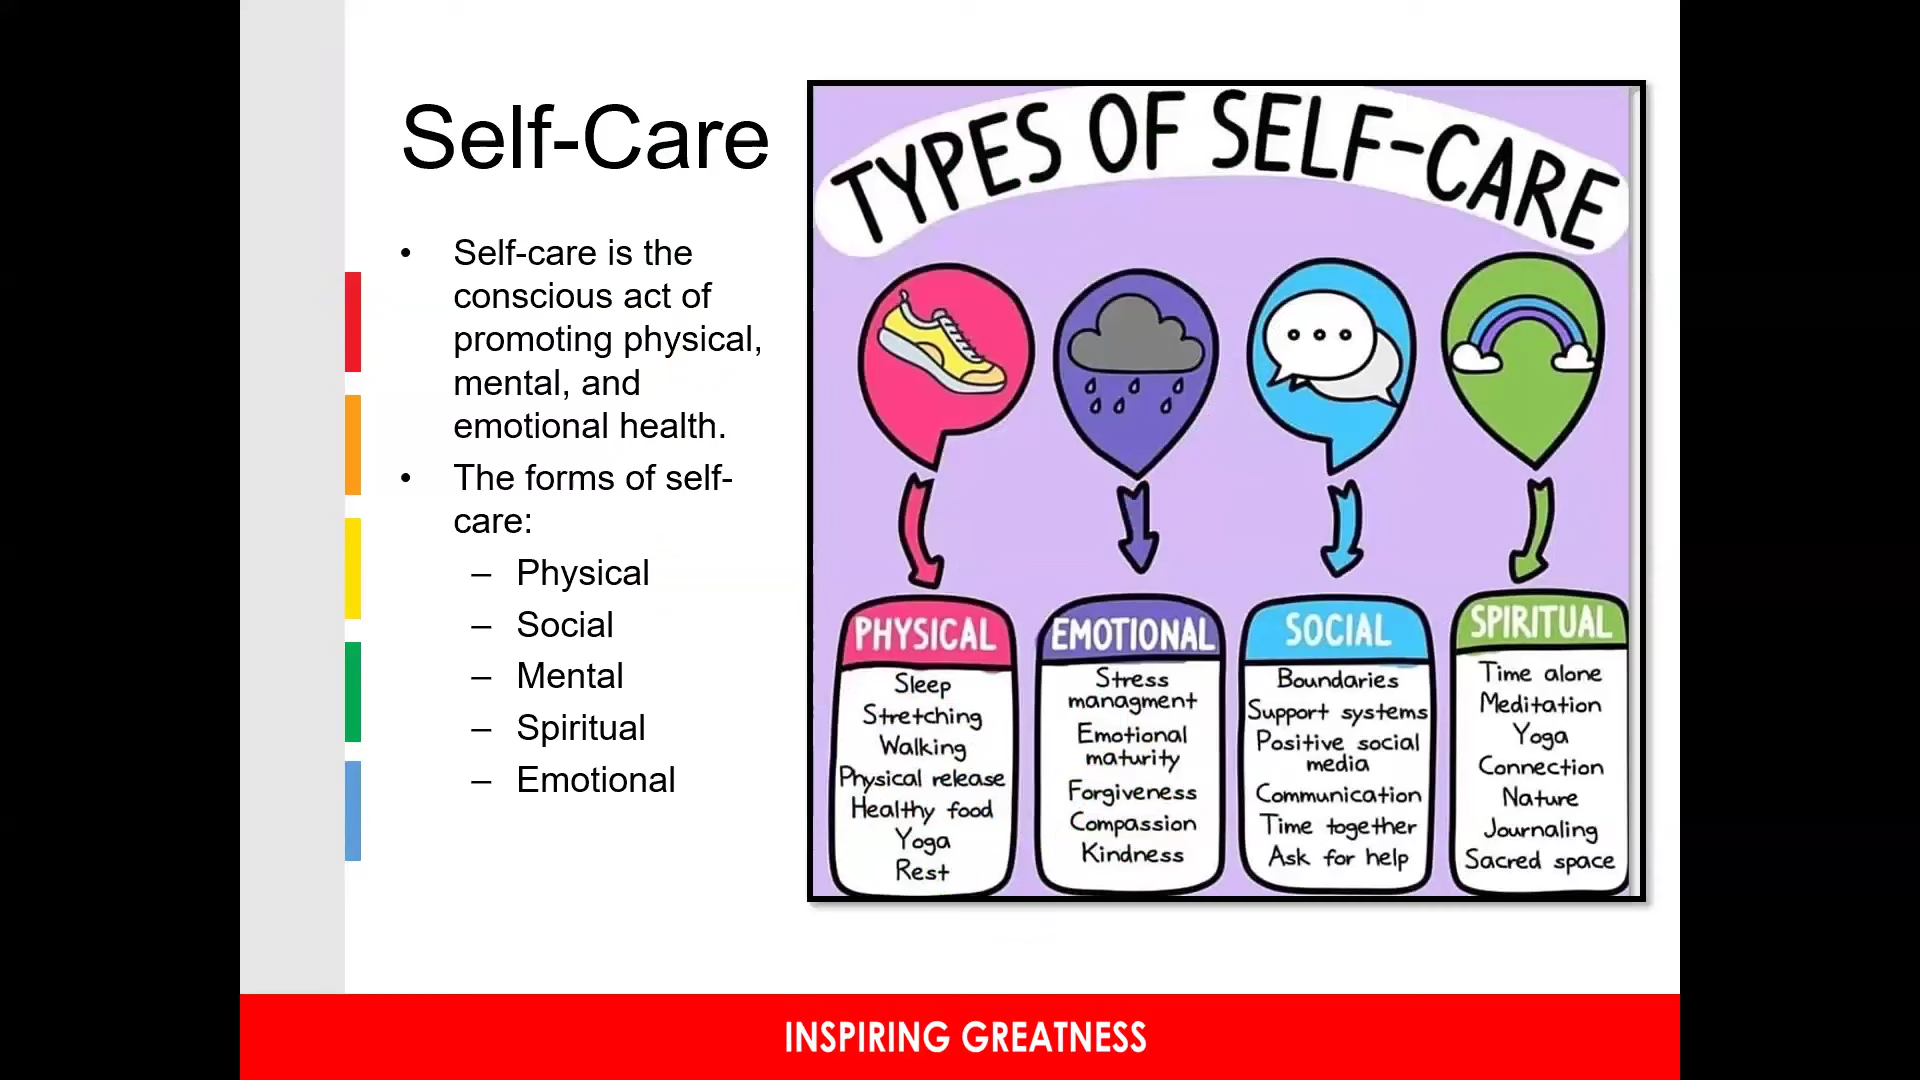 Self-Care
• Self-care is the
conscious act of
promoting physical,
mental, and
emotional health.
• The forms of self-
care:
– Physical
– Social
– Mental
– Spiritual
– Emotional
TYPES OF SELF-CARE
PHYSICAL
Sleep
Stretching
Walking
Physical release
Healthy food
Yoga
Rest
EMOTIONAL
Stress
managment
Emotional
maturity
Forgiveness
Compassion
Kindness
SOCIAL
Boundaries
Support systems
Positive social
media
Communication
Time together
Ask for help
SPIRITUAL
Time alone
Meditation
Yoga
Connection
Nature
Journaling
Sacred space
INSPIRING GREATNESS